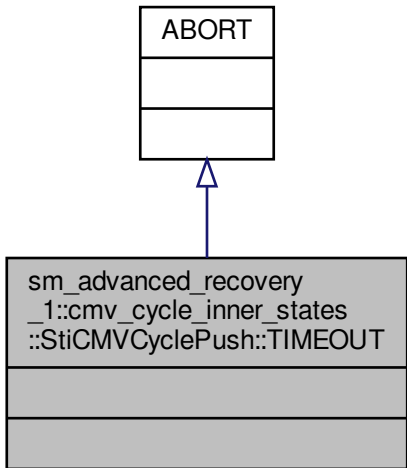 ABORT
sm_advanced_recovery
_1::cmv_cycle_inner_states
::StiCMVCyclePush::TIMEOUT